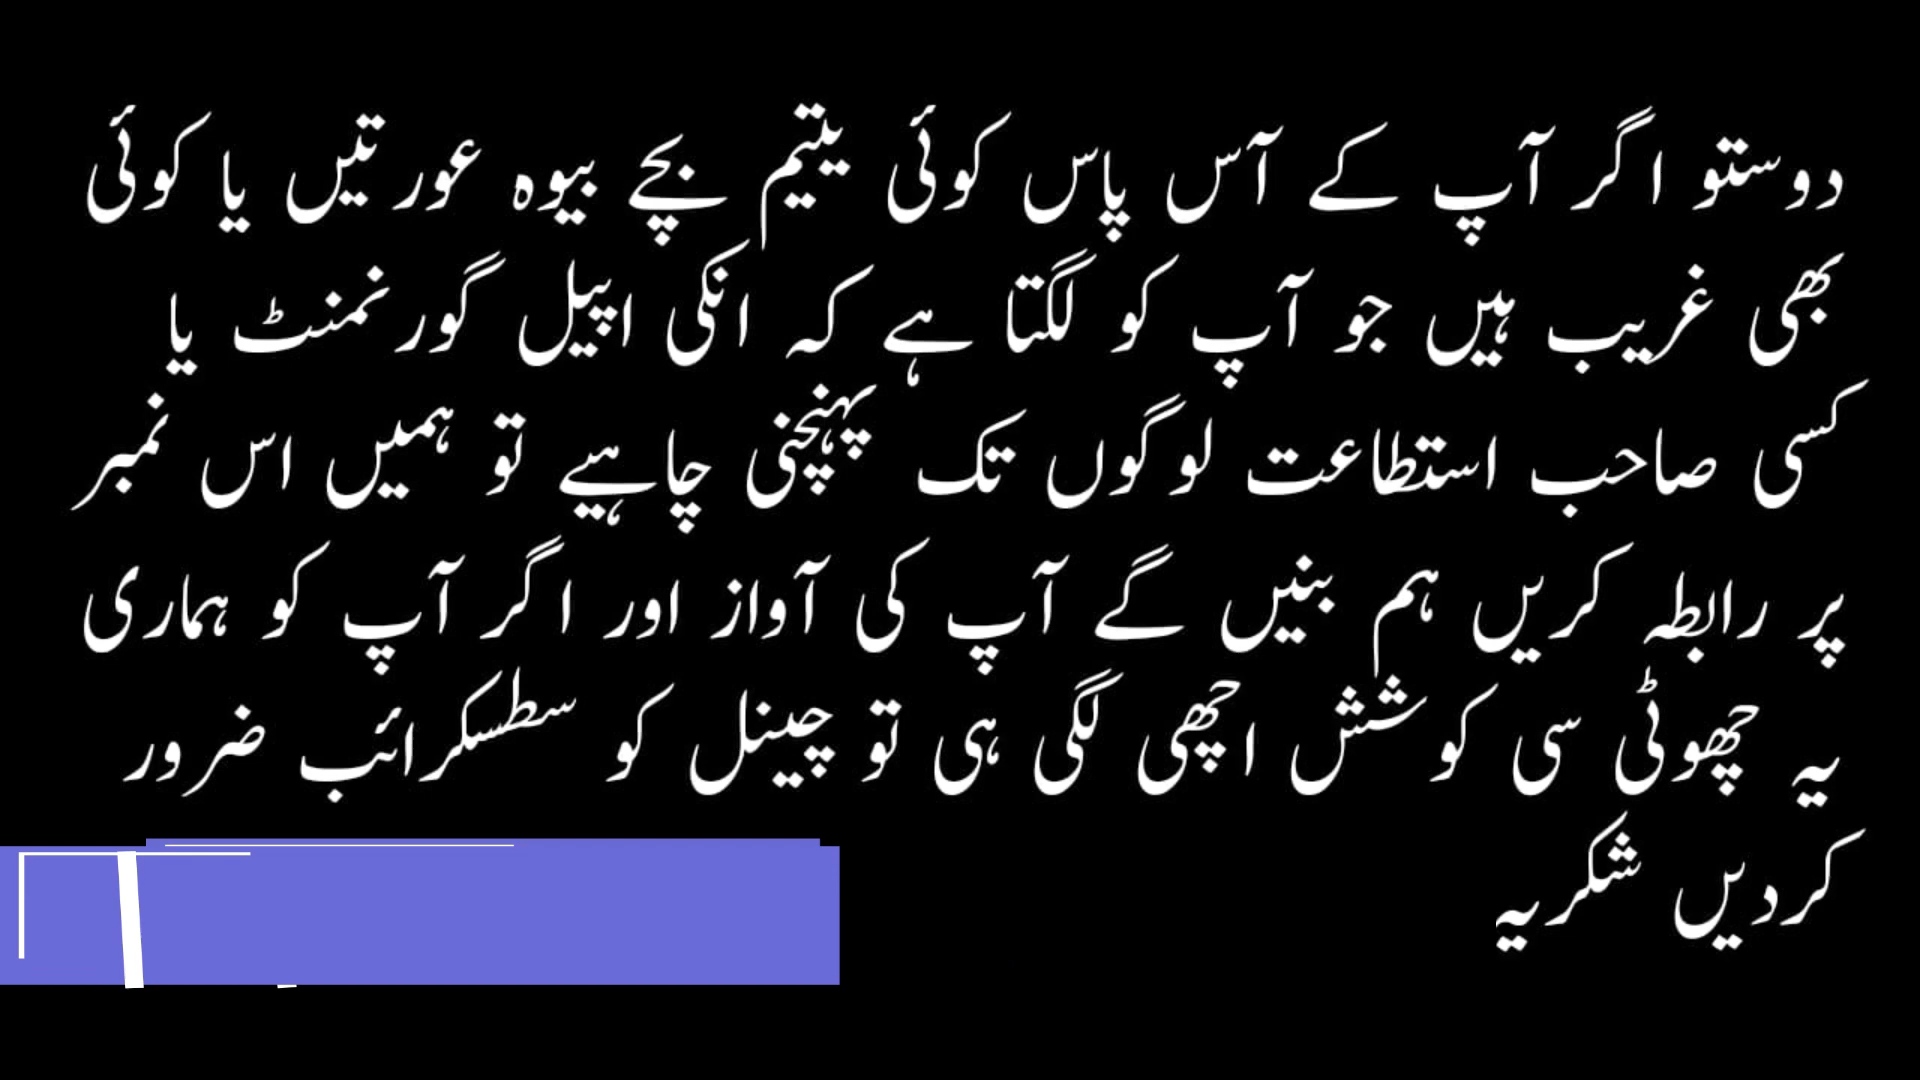 دوستو اگر آپ کے آس پاس کوئی یتیم بچے بیوہ عورتیں یا کوئی
بھی غریب ہیں جو آپ کو لگتا ہے کہ انکی اپیل گورنمنٹ یا
کسی صاحب استطاعت لوگوں تک پہنچنی چاہیے تو ہمیں اس نمبر
پر رابطہ کریں ہم بنیں گے آپ کی آواز اور اگر آپ کو ہماری
یہ چھوٹی سی کوشش اچھی لگی ہی تو چینل کو سطسکرائب ضرور
کردیں شکریہ